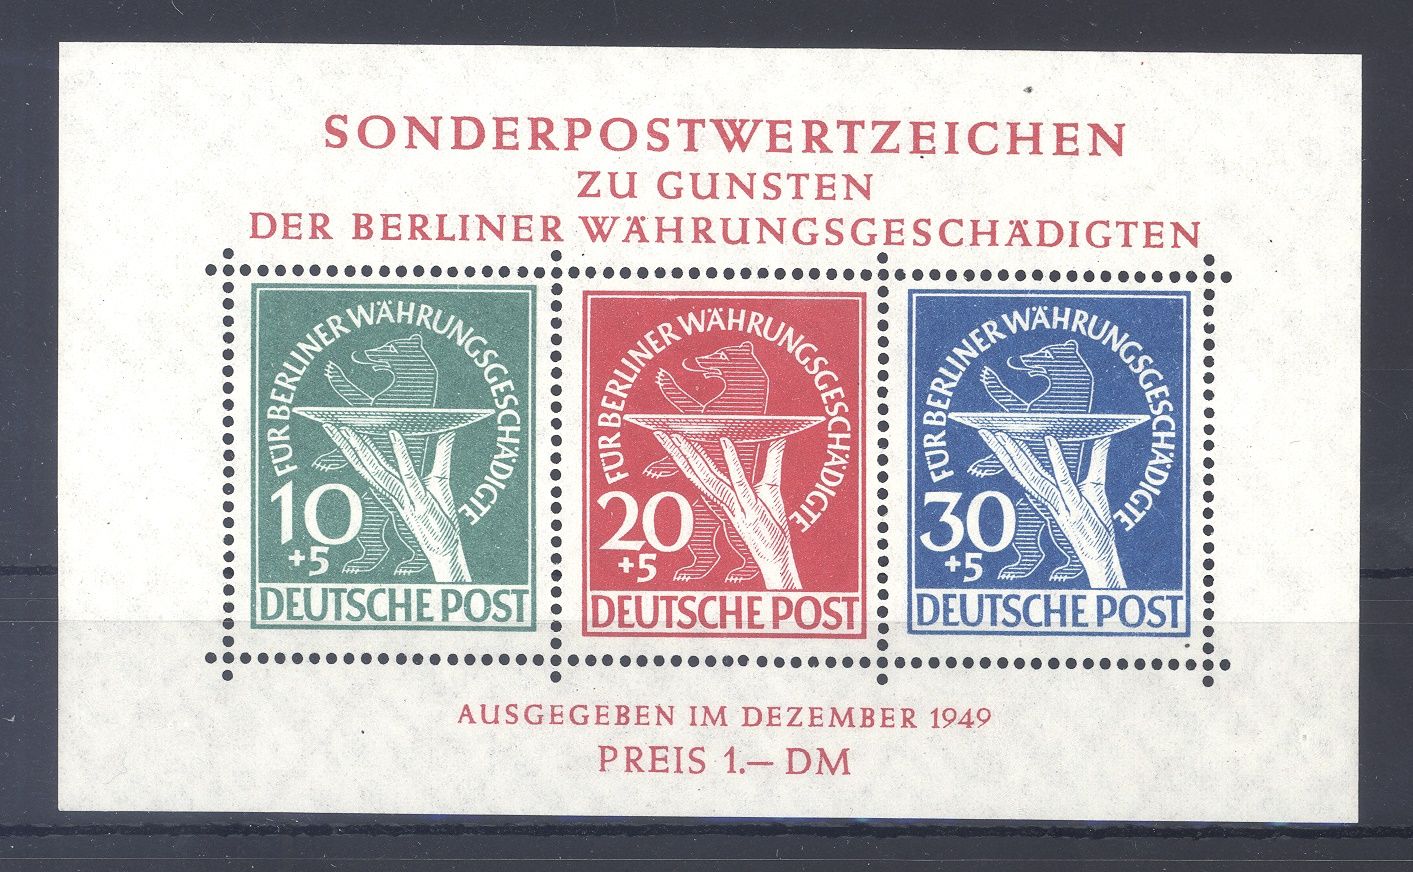 SONDERPOSTWERTZEICHEN
ZU GUNSTEN
DER BERLINER WÄHRUNGSGESCHÄDIGTEN
FÜR BERLINER WÄHRUNGSGESCHÄDIGTE
10
+5
DEUTSCHE POST
FÜR BERLINER WÄHRUNGSGESCHÄDIGTE
20
+5
DEUTSCHE POST
FÜR BERLINER WÄHRUNGSGESCHÄDIGTE
30
+5
DEUTSCHE POST
AUSGEGEBEN IM DEZEMBER 1949
PREIS 1.— DM